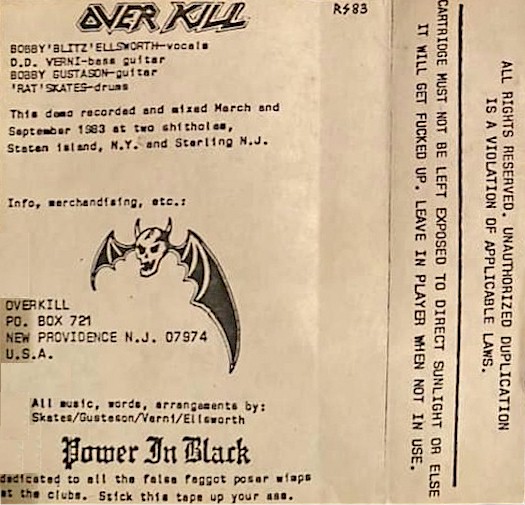 OVER KILL
BOBBY'BLITZ'ELLSWORTH-vocals
D.D. VERNI-bass guitar
BOBBY GUSTASON-guitar
'RAT'SKATES-drums
This demo recorded and mixed March and
September 1983 at two shitholes,
Staten island, N.Y. and Sterling N.J.
Info, merchandising, etc.:
OVERKILL
PO. BOX 721
NEW PROVIDENCE N.J. 07974
U.S.A.
All music, words, arrangements by:
Skates/Gustason/Verni/Ellsworth
Power In Black
dedicated to all the false faggot poser wimps
at the clubs. Stick this tape up your ass.
RS83
CARTRIDGE MUST NOT BE LEFT EXPOSED TO DIRECT SUNLIGHT OR ELSE
IT WILL GET FUCKED UP. LEAVE IN PLAYER WHEN NOT IN USE.
ALL RIGHTS RESERVED. UNAUTHORIZED DUPLICATION
IS A VIOLATION OF APPLICABLE LAWS.